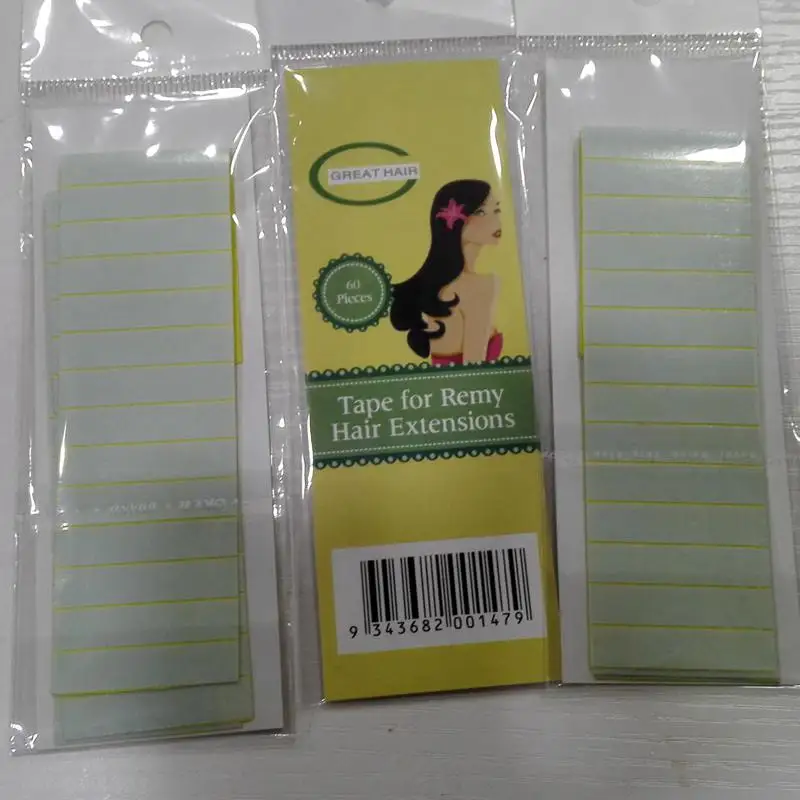 GREAT HAIR
60
Pieces
Tape for Remy
Hair Extensions
9 343682 001479